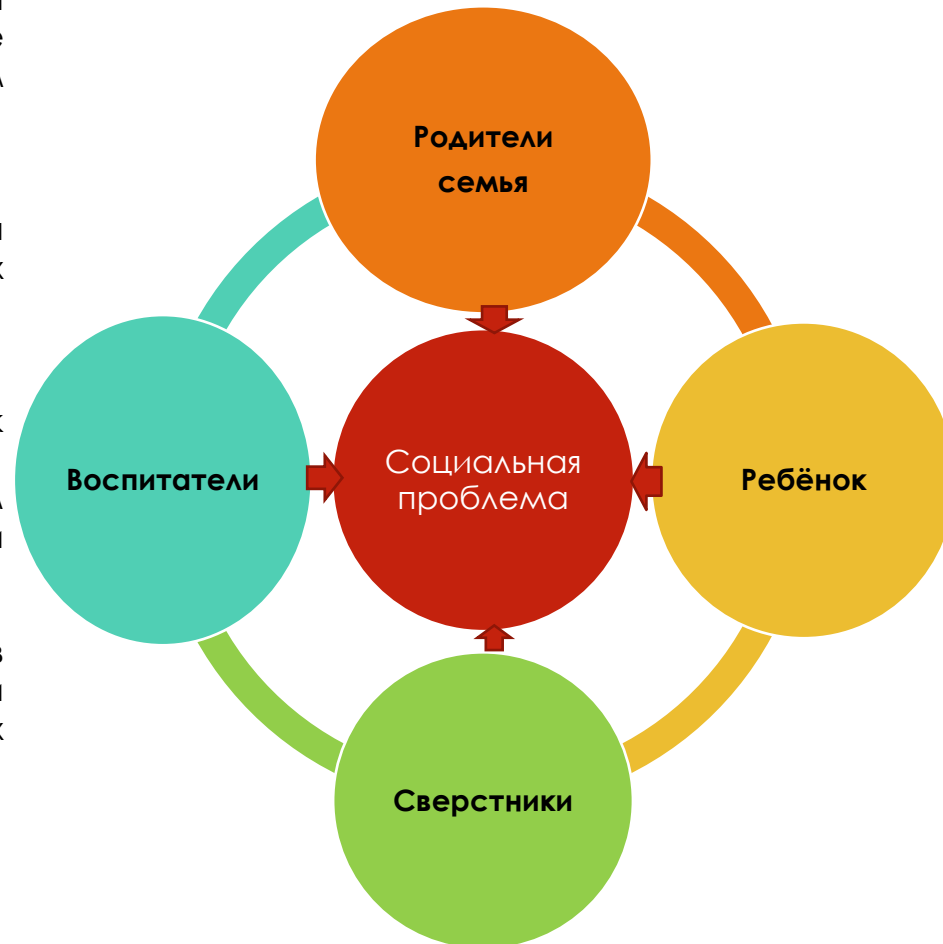 Родители
семья
Воспитатели
Социальная
проблема
Ребёнок
Сверстники